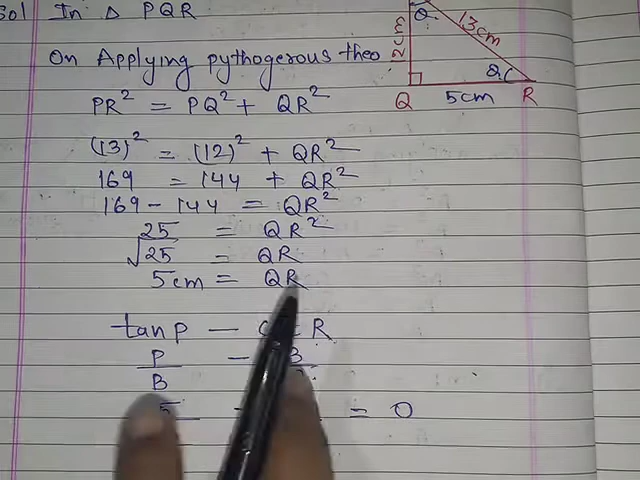 Sol In △ PQR
On Applying pythogerous theo
PR² = PQ² + QR²
(13)² = (12)² + QR²
169 = 144 + QR²
169 - 144 = QR²
25 = QR²
√25 = QR
5cm = QR
tan P - R
P/B - B
= 0
θ 13cm
2cm
Q 5cm R